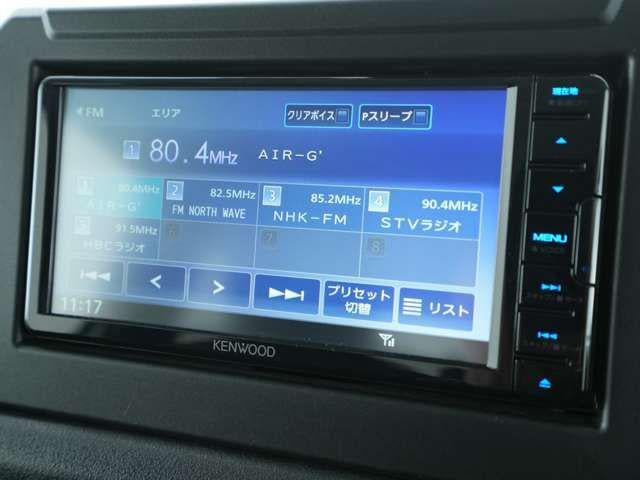 FM エリア クリアボイス Pスリープ
1 80.4MHz AIR-G'
1 80.4MHz AIR-G'
2 82.5MHz FM NORTH WAVE
3 85.2MHz NHK-FM
4 90.4MHz STVラジオ
5 91.5MHz HBCラジオ
6
7
8
プリセット
切替
リスト
11:17
KENWOOD
現在地
MENU